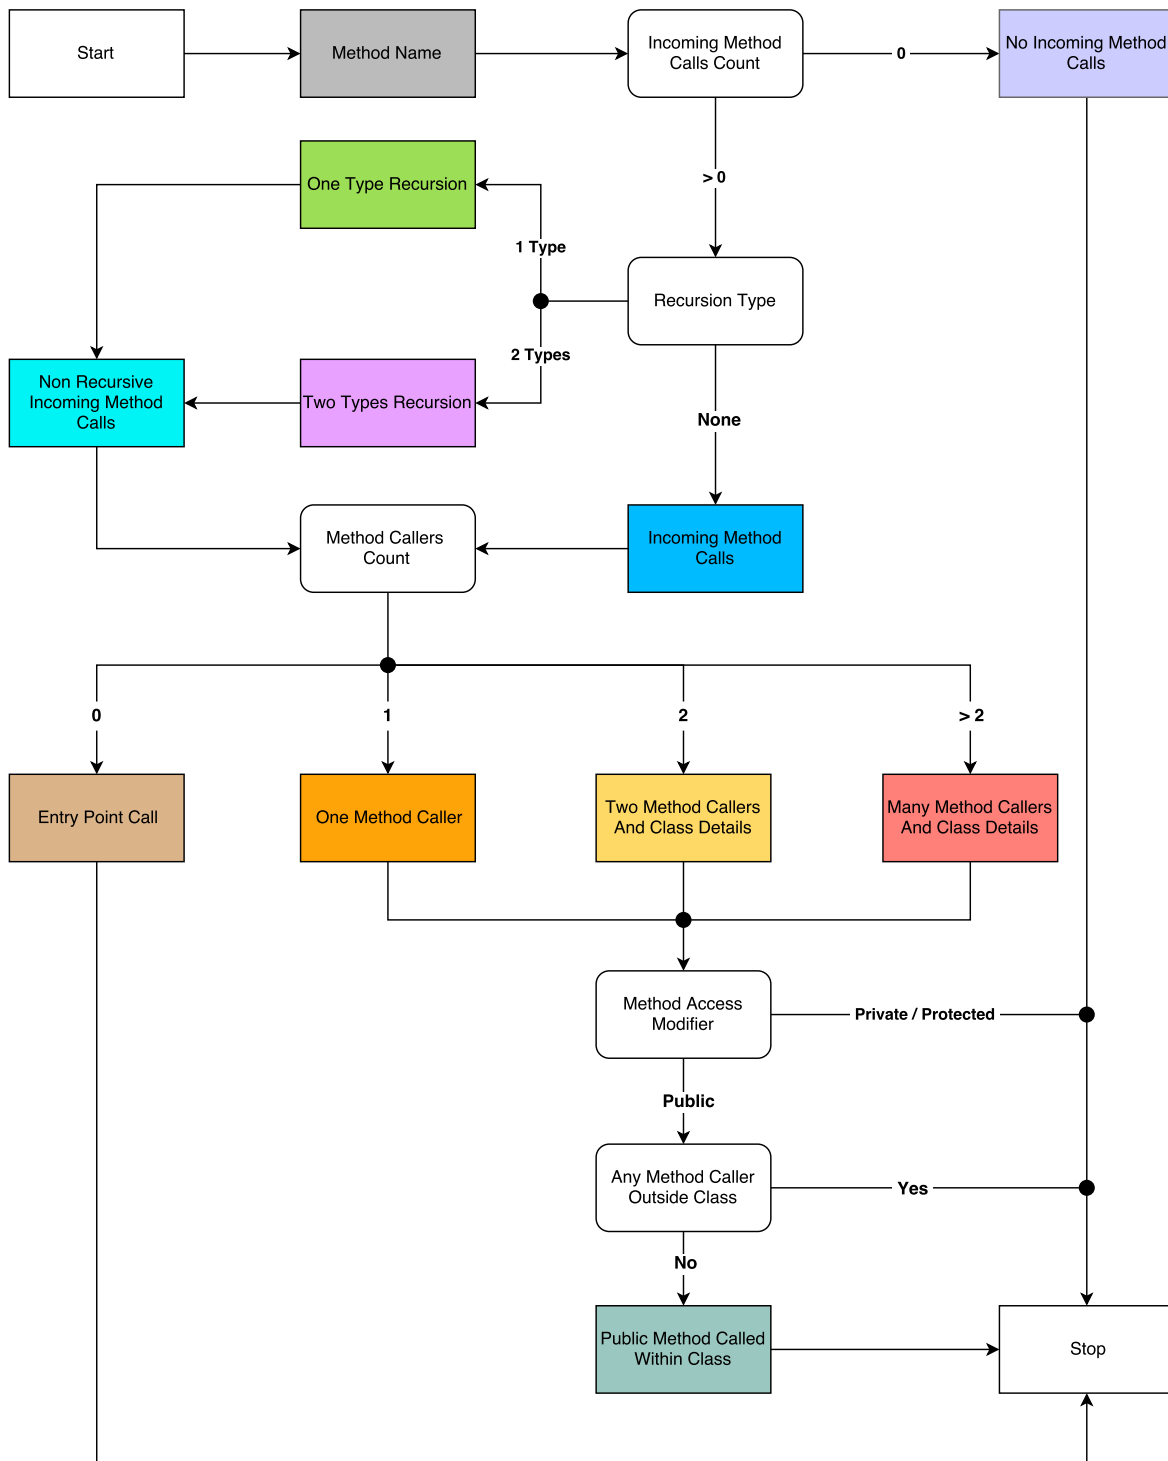 Start
Method Name
Incoming Method
Calls Count
0
No Incoming Method
Calls
> 0
One Type Recursion
1 Type
Recursion Type
2 Types
Non Recursive
Incoming Method
Calls
Two Types Recursion
None
Method Callers
Count
Incoming Method
Calls
0
1
2
> 2
Entry Point Call
One Method Caller
Two Method Callers
And Class Details
Many Method Callers
And Class Details
Method Access
Modifier
Private / Protected
Public
Any Method Caller
Outside Class
Yes
No
Public Method Called
Within Class
Stop